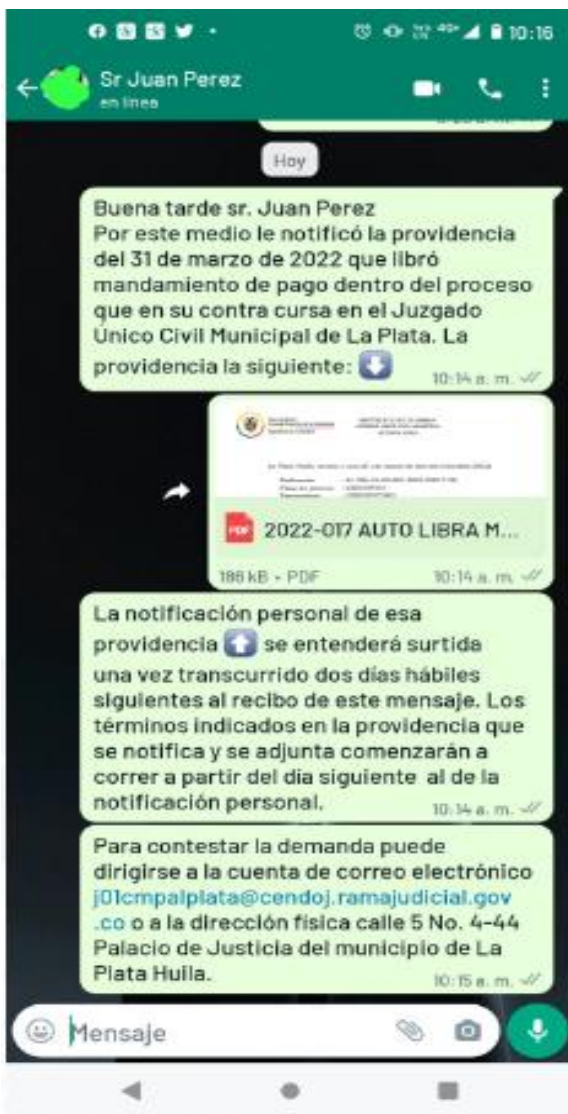 10:16
Sr Juan Perez
en línea
Hoy
Buena tarde sr. Juan Perez
Por este medio le notificó la providencia
del 31 de marzo de 2022 que libró
mandamiento de pago dentro del proceso
que en su contra cursa en el Juzgado
Unico Civil Municipal de La Plata. La
providencia la siguiente:
10:14 a. m.
PDF
2022-017 AUTO LIBRA M...
186 kB • PDF
10:14 a. m.
La notificación personal de esa
providencia se entenderá surtida
una vez transcurrido dos días hábiles
siguientes al recibo de este mensaje. Los
términos indicados en la providencia que
se notifica y se adjunta comenzarán a
correr a partir del día siguiente al de la
notificación personal.
10:14 a. m.
Para contestar la demanda puede
dirigirse a la cuenta de correo electrónico
j01cmpalplata@cendoj.ramajudicial.gov
.co o a la dirección física calle 5 No. 4-44
Palacio de Justicia del municipio de La
Plata Huila.
10:15 a. m.
Mensaje